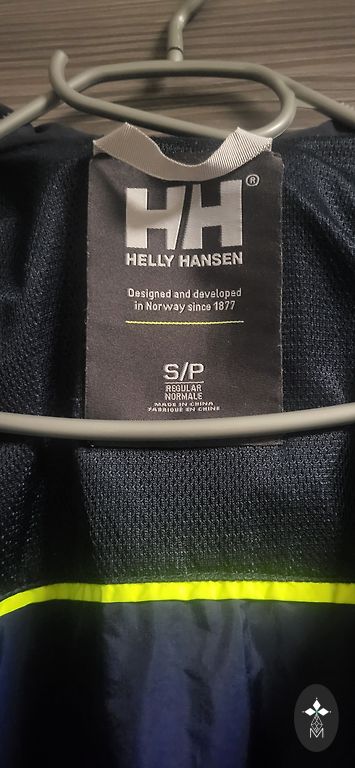 HH®
HELLY HANSEN
Designed and developed
in Norway since 1877
S/P
REGULAR
NORMALE
MADE IN CHINA
FABRIQUÉ EN CHINE
M